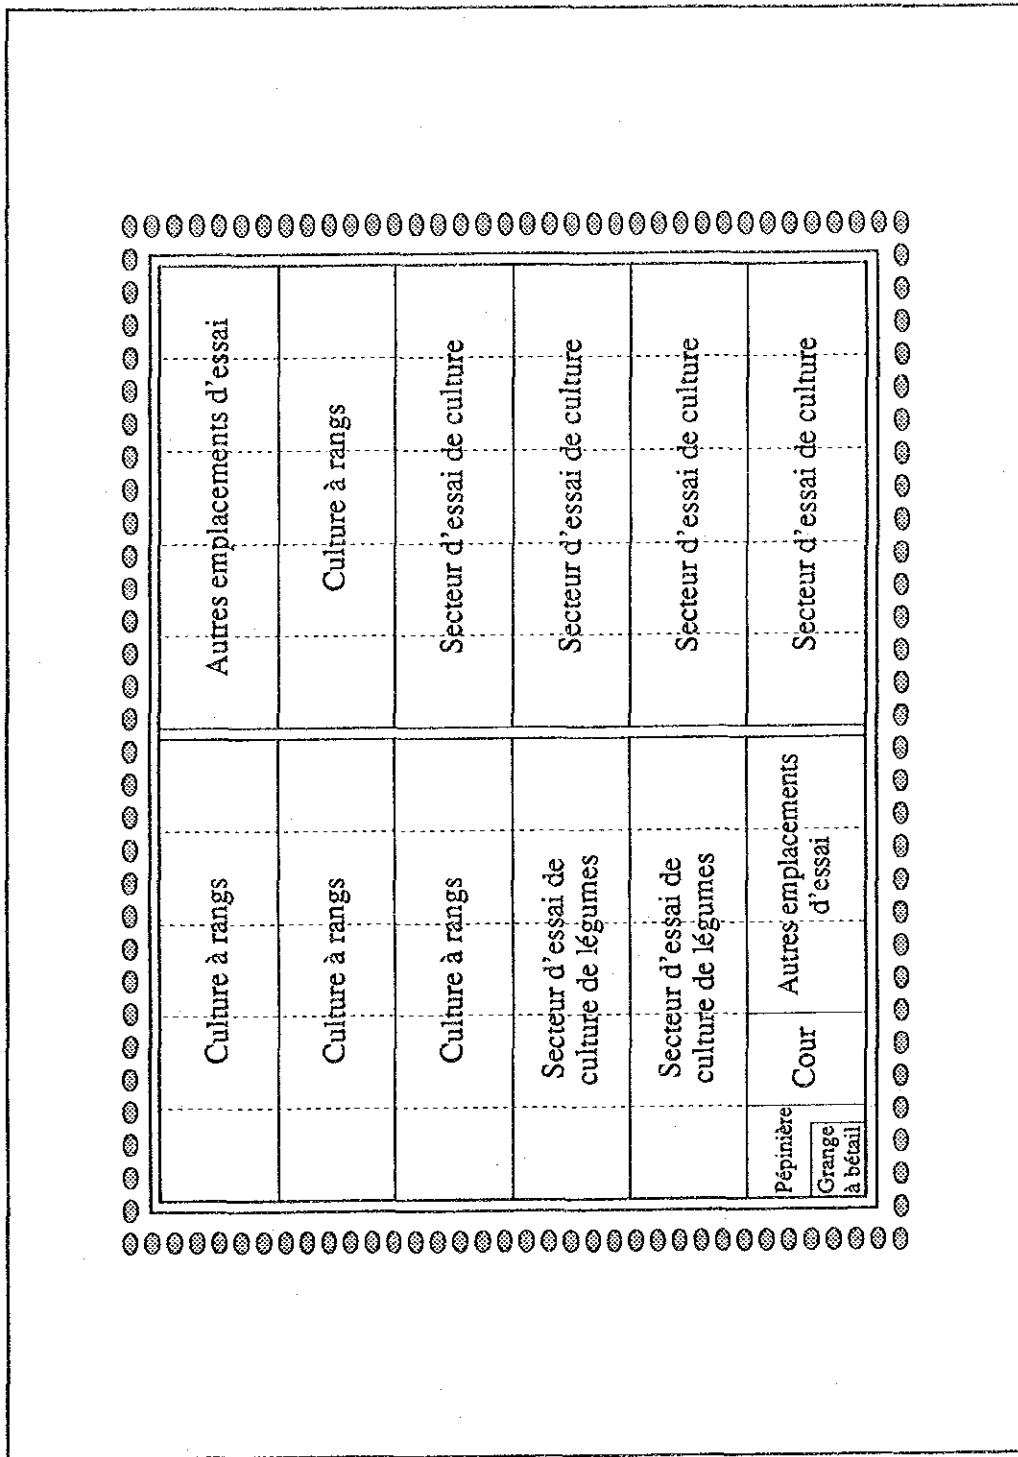 Culture à rangs
Autres emplacements d'essai
Culture à rangs
Culture à rangs
Culture à rangs
Secteur d'essai de culture
Secteur d'essai de
culture de légumes
Secteur d'essai de culture
Secteur d'essai de
culture de légumes
Secteur d'essai de culture
Pépinière
Grange
à bétail
Cour
Autres emplacements
d'essai
Secteur d'essai de culture